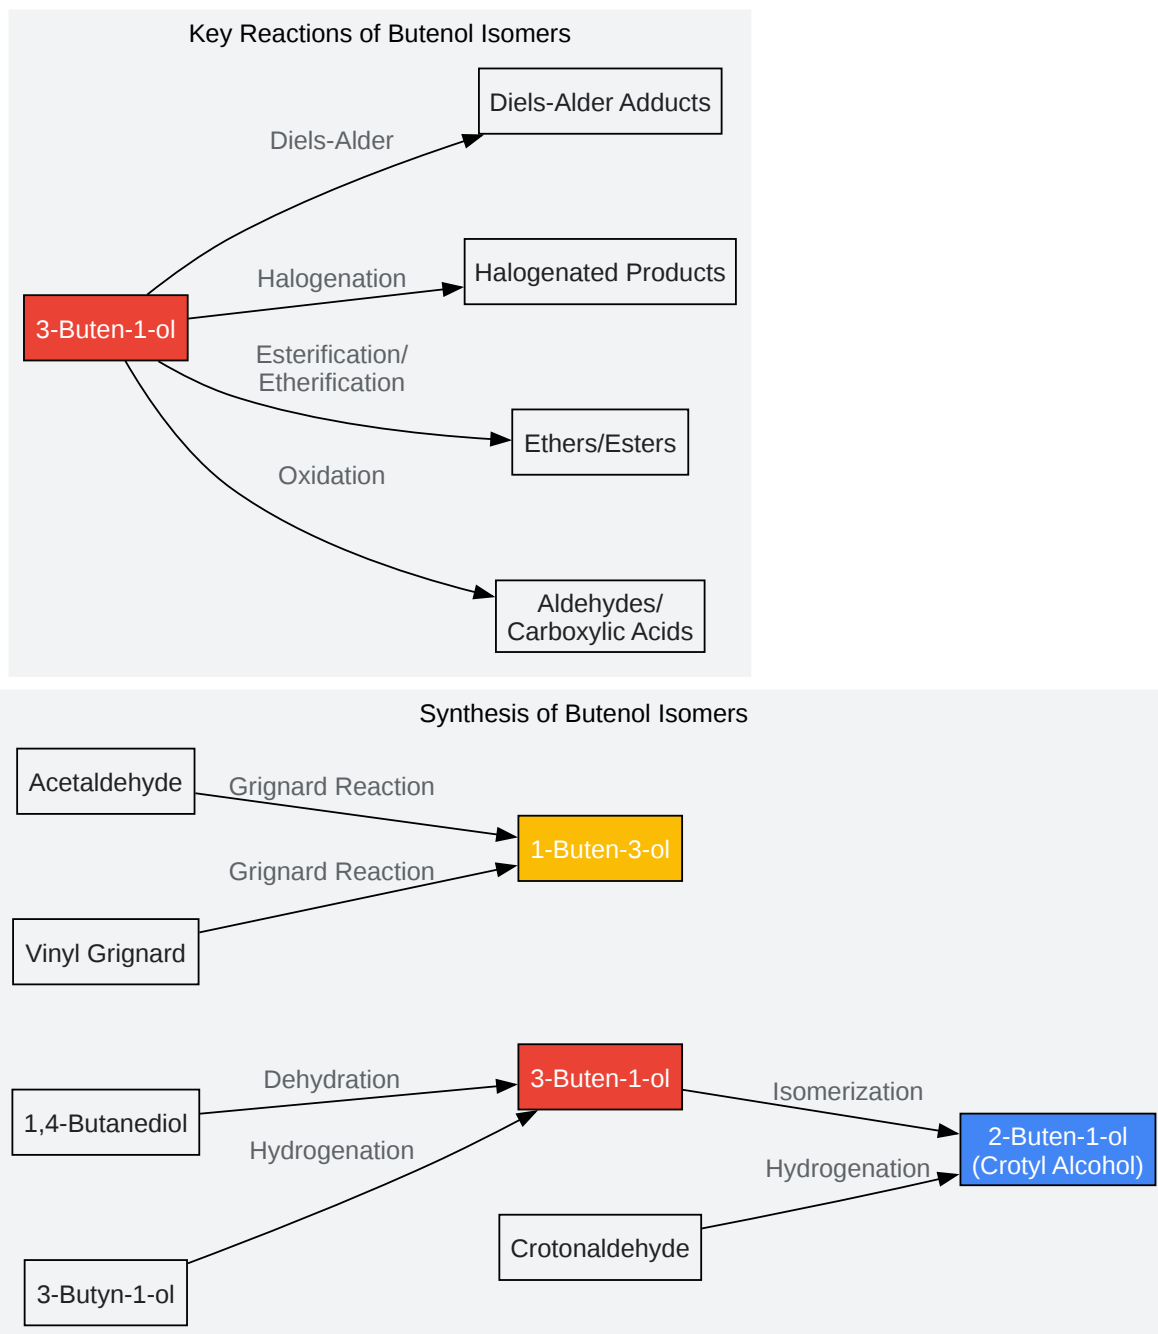 Key Reactions of Butenol Isomers
Diels-Alder Adducts
Diels-Alder
Halogenated Products
Halogenation
3-Buten-1-ol
Esterification/
Etherification
Ethers/Esters
Oxidation
Aldehydes/
Carboxylic Acids
Synthesis of Butenol Isomers
Acetaldehyde
Grignard Reaction
1-Buten-3-ol
Grignard Reaction
Vinyl Grignard
3-Buten-1-ol
Dehydration
Isomerization
1,4-Butanediol
2-Buten-1-ol
(Crotyl Alcohol)
Hydrogenation
Hydrogenation
Crotonaldehyde
3-Butyn-1-ol